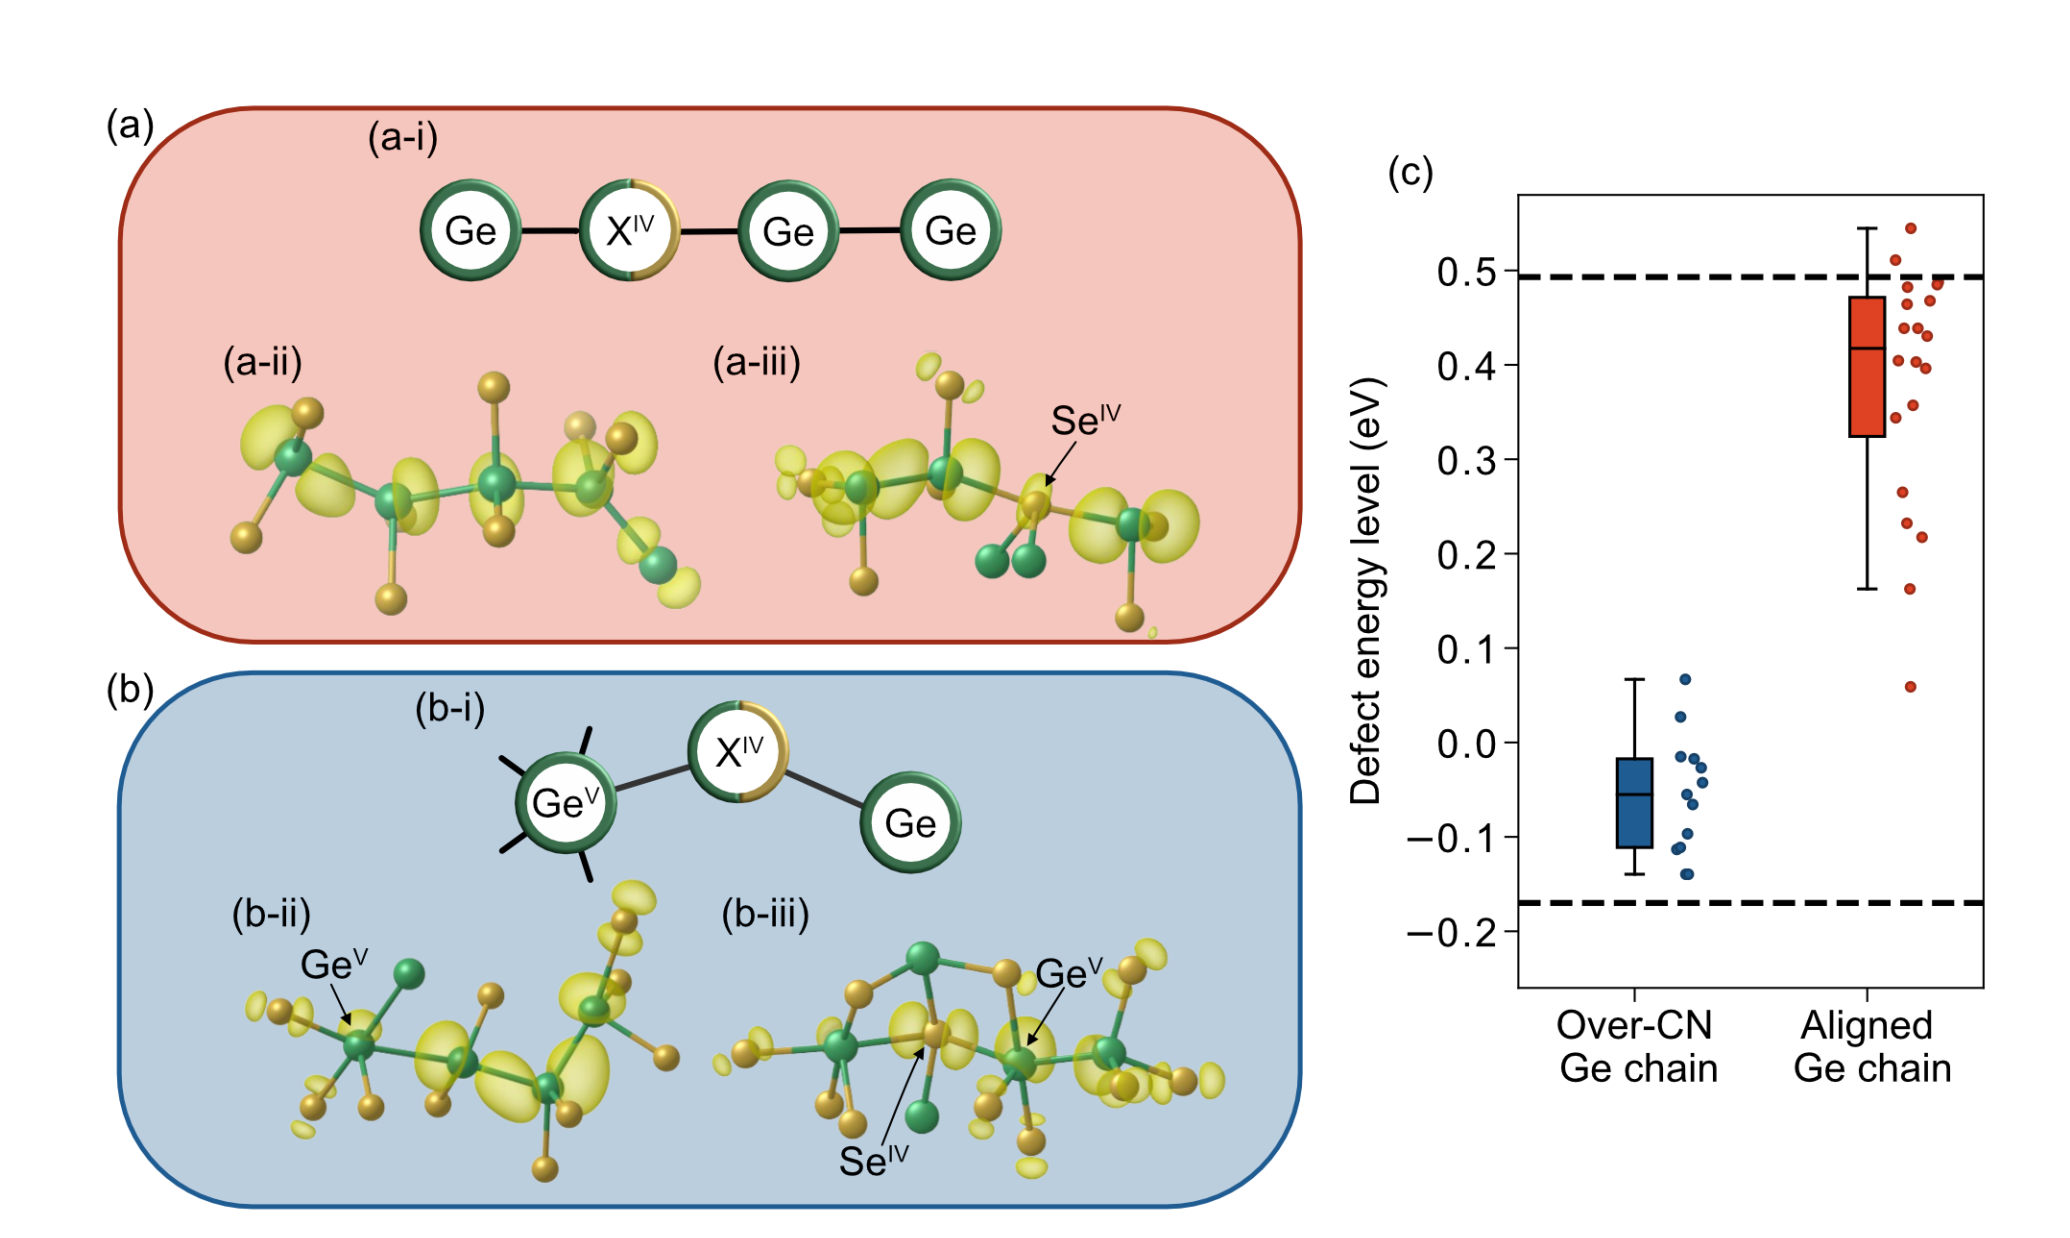 (a)
(a-i)
Ge
X^IV
Ge
Ge
(a-ii)
(a-iii)
Se^IV
(b)
(b-i)
Ge^V
X^IV
Ge
(b-ii)
Ge^V
(b-iii)
Ge^V
Se^IV
(c)
Defect energy level (eV)
0.5
0.4
0.3
0.2
0.1
0.0
−0.1
−0.2
Over-CN
Ge chain
Aligned
Ge chain